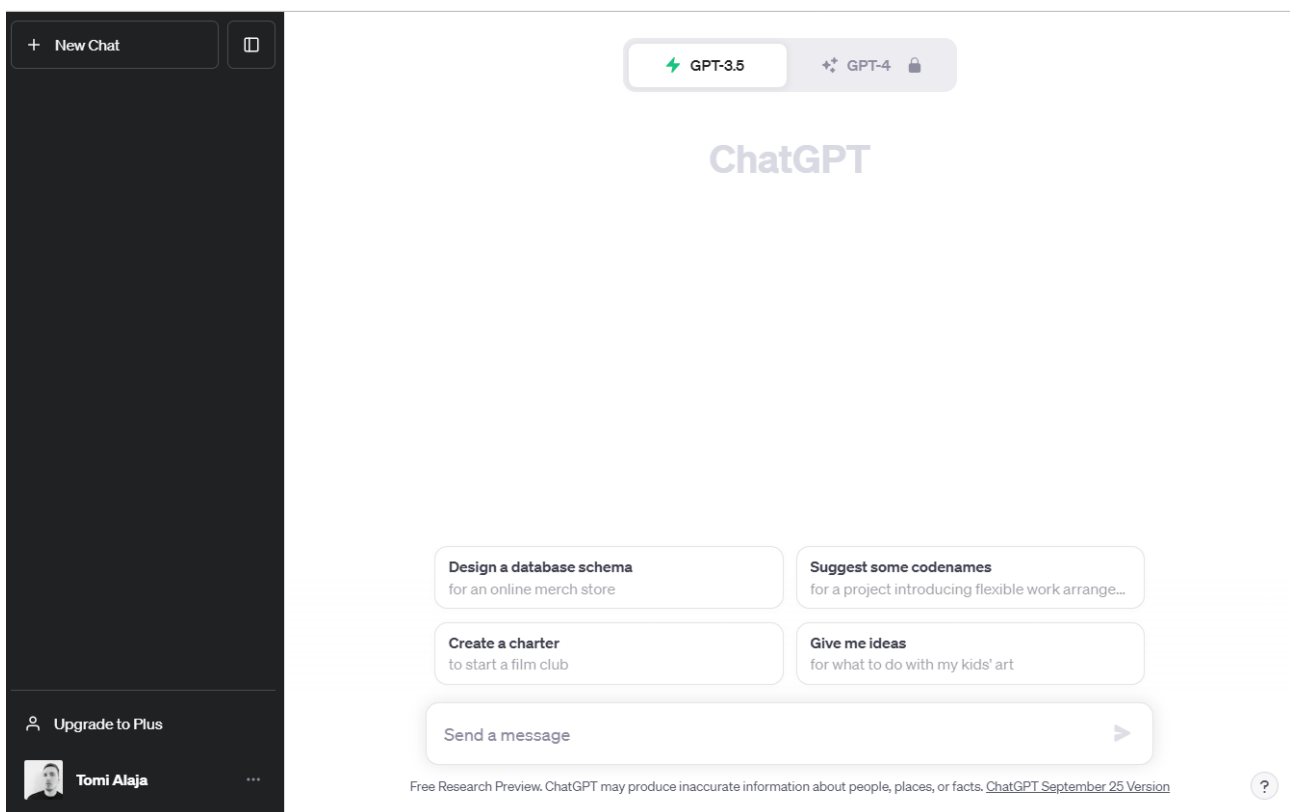 New Chat
GPT-3.5
GPT-4
ChatGPT
Design a database schema
for an online merch store
Suggest some codenames
for a project introducing flexible work arrange...
Create a charter
to start a film club
Give me ideas
for what to do with my kids' art
Upgrade to Plus
Tomi Alaja
Send a message
Free Research Preview. ChatGPT may produce inaccurate information about people, places, or facts. ChatGPT September 25 Version
?